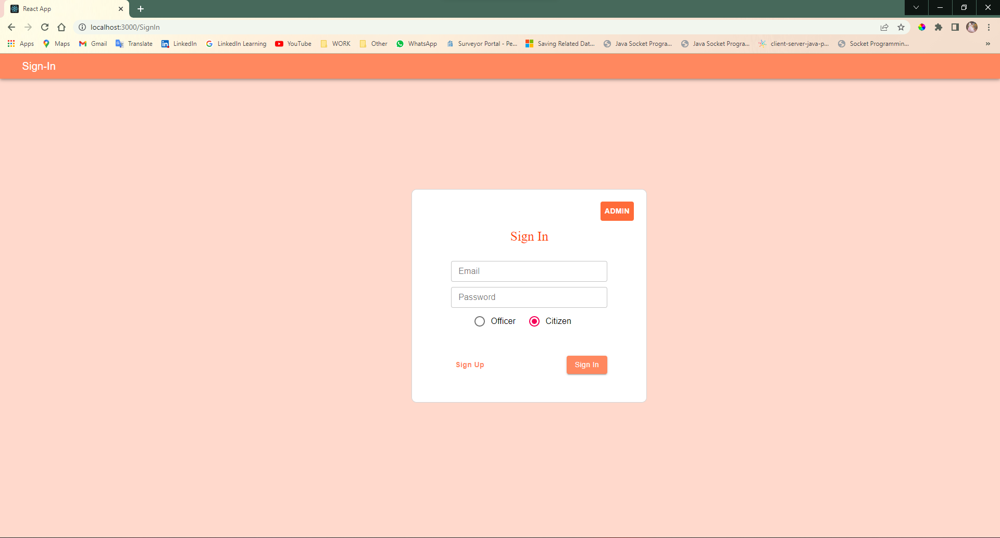 React App
localhost:3000/SignIn
Apps Maps Gmail Translate LinkedIn LinkedIn Learning YouTube WORK Other WhatsApp Surveyor Portal - Pe... Saving Related Dat... Java Socket Progra... Java Socket Progra... client-server-java-p... Socket Programmin... »
Sign-In
ADMIN
Sign In
Email
Password
Officer Citizen
Sign Up Sign In